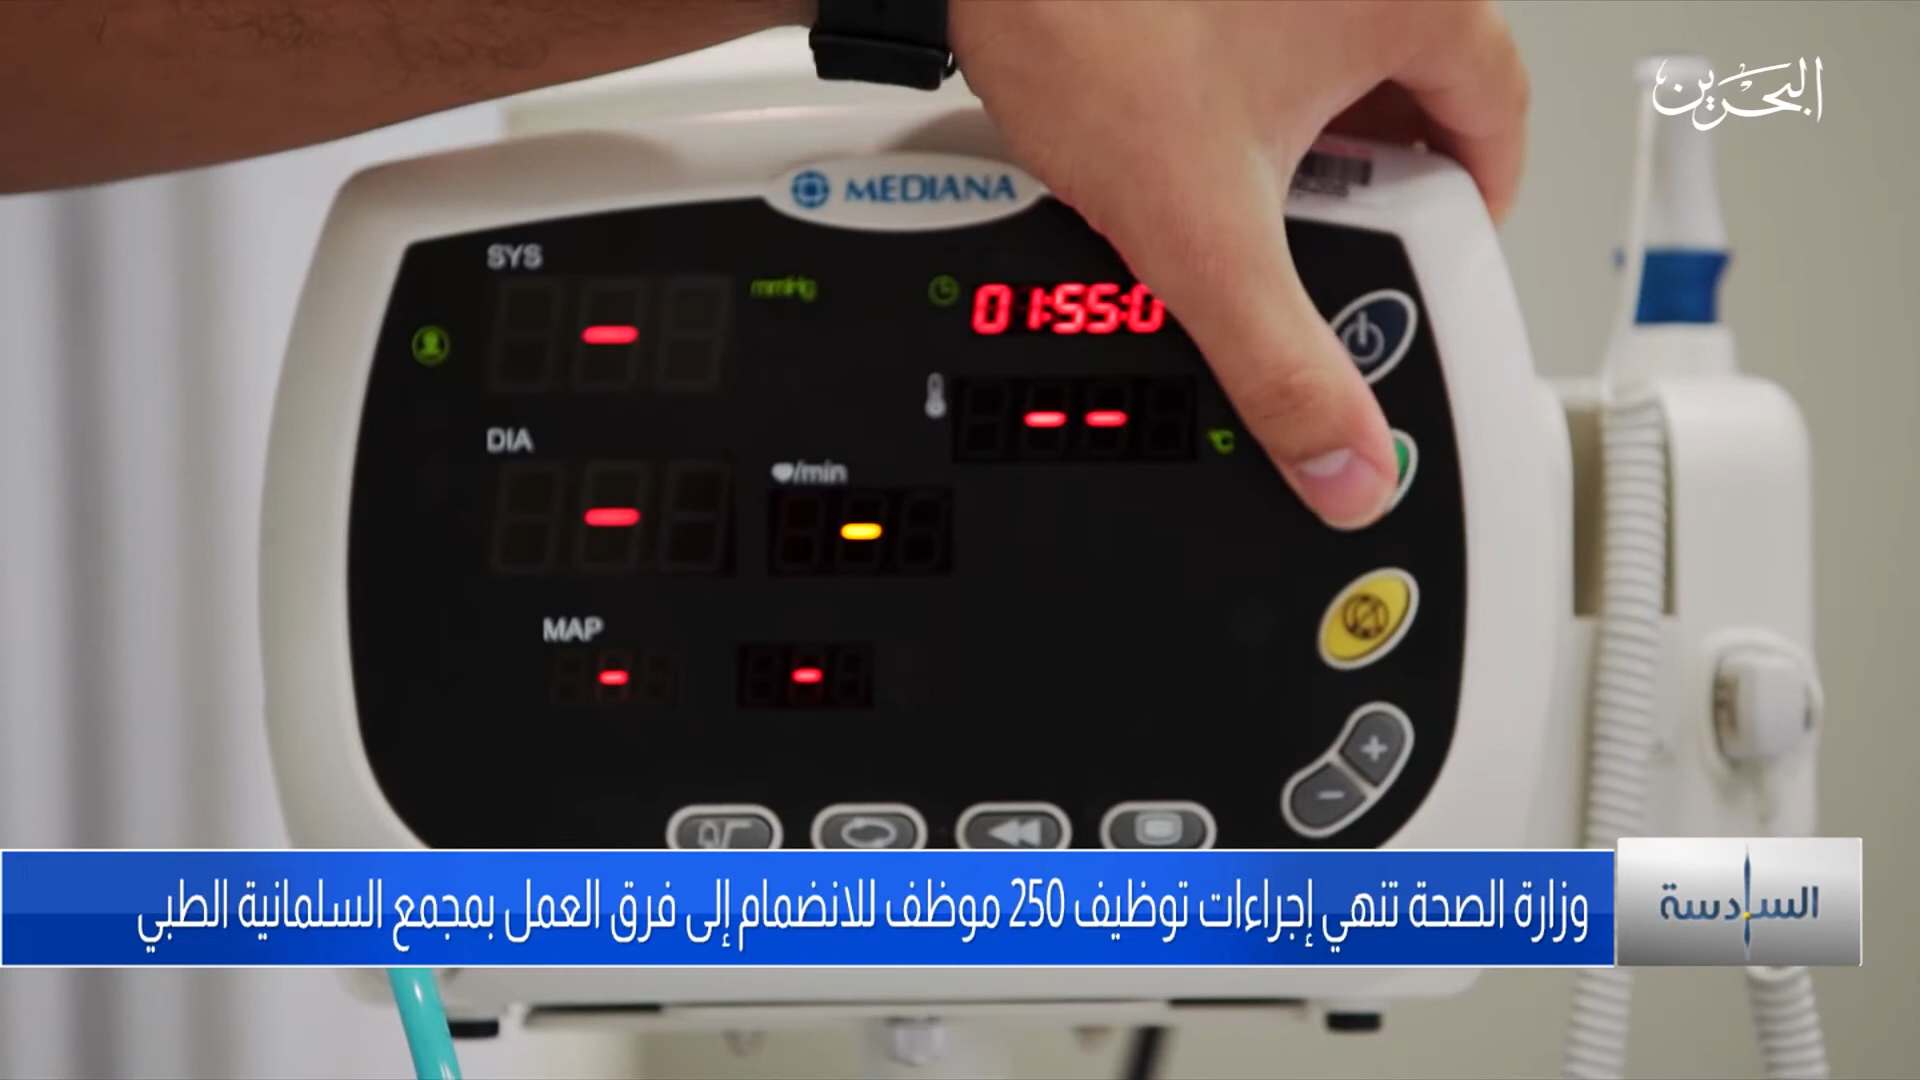 البحرين
MEDIANA
SYS
mmHg
01:55:0
°C
DIA
/min
MAP
وزارة الصحة تنهي إجراءات توظيف 250 موظف للانضمام إلى فرق العمل بمجمع السلمانية الطبي
السادسة